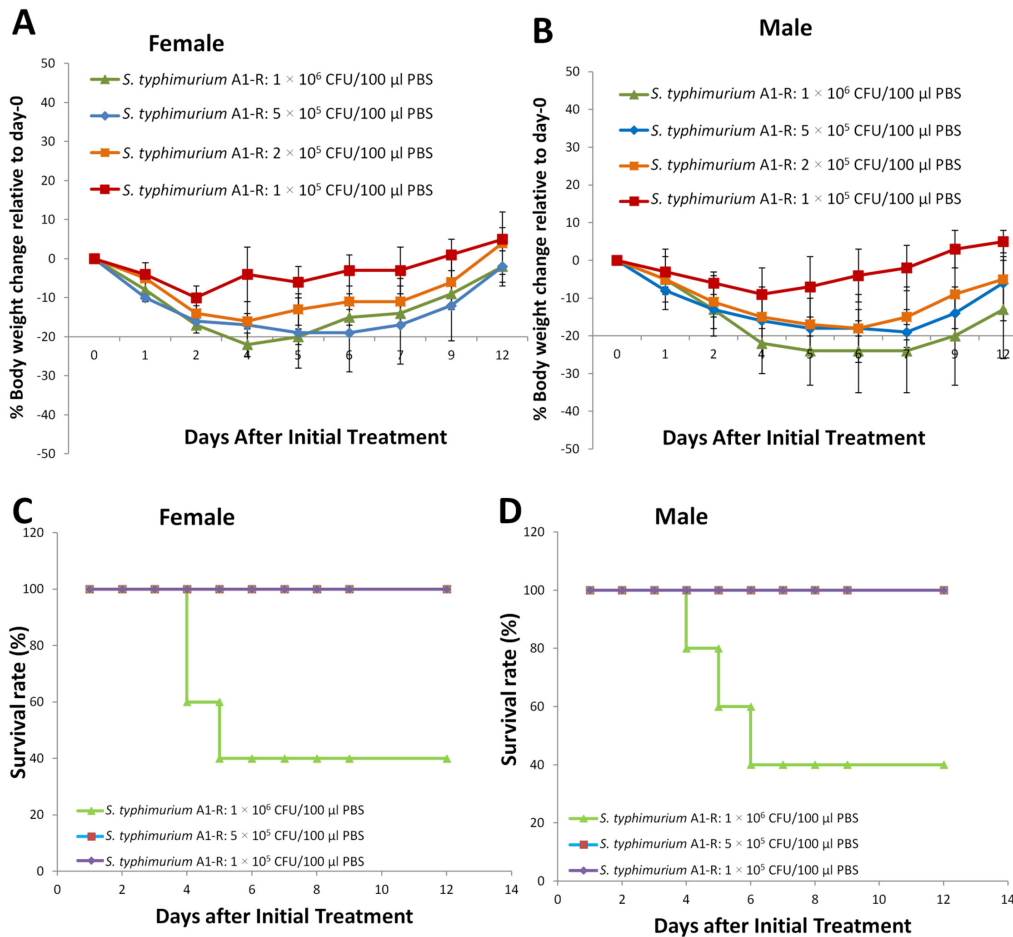 A
Female
S. typhimurium A1-R: 1 × 10⁶ CFU/100 µl PBS
S. typhimurium A1-R: 5 × 10⁵ CFU/100 µl PBS
S. typhimurium A1-R: 2 × 10⁵ CFU/100 µl PBS
S. typhimurium A1-R: 1 × 10⁵ CFU/100 µl PBS
% Body weight change relative to day-0
50
40
30
20
10
0
-10
-20
-30
-40
-50
0 1 2 4 5 6 7 9 12
Days After Initial Treatment
B
Male
S. typhimurium A1-R: 1 × 10⁶ CFU/100 µl PBS
S. typhimurium A1-R: 5 × 10⁵ CFU/100 µl PBS
S. typhimurium A1-R: 2 × 10⁵ CFU/100 µl PBS
S. typhimurium A1-R: 1 × 10⁵ CFU/100 µl PBS
% Body weight change relative to day-0
50
40
30
20
10
0
-10
-20
-30
-40
-50
0 1 2 4 5 6 7 9 12
Days After Initial Treatment
C
Female
Survival rate (%)
120
100
80
60
40
20
0
S. typhimurium A1-R: 1 × 10⁶ CFU/100 µl PBS
S. typhimurium A1-R: 5 × 10⁵ CFU/100 µl PBS
S. typhimurium A1-R: 1 × 10⁵ CFU/100 µl PBS
0 2 4 6 8 10 12 14
Days after Initial Treatment
D
Male
Survival rate (%)
120
100
80
60
40
20
0
S. typhimurium A1-R: 1 × 10⁶ CFU/100 µl PBS
S. typhimurium A1-R: 5 × 10⁵ CFU/100 µl PBS
S. typhimurium A1-R: 1 × 10⁵ CFU/100 µl PBS
0 2 4 6 8 10 12 14
Days after Initial Treatment